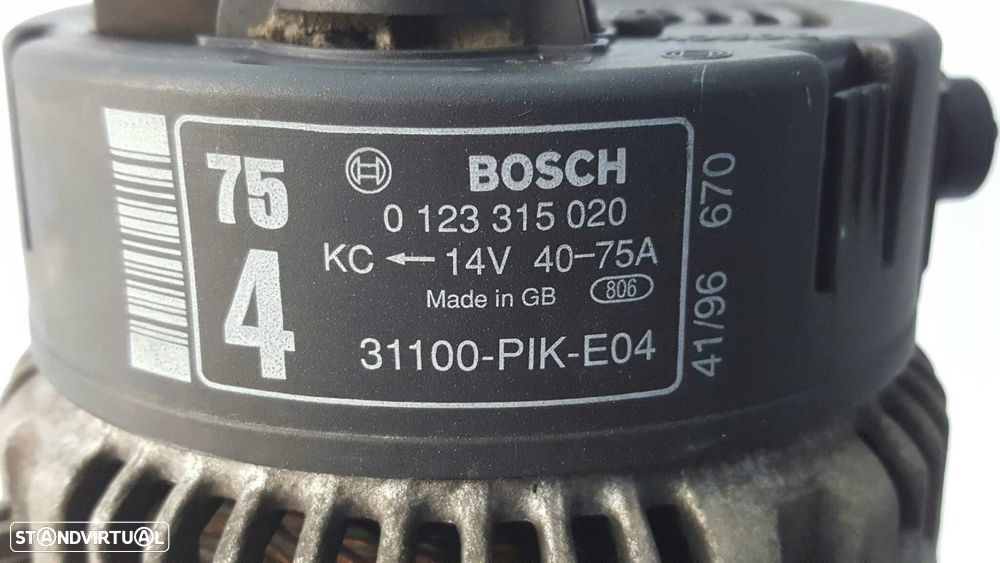 75
4
BOSCH
0 123 315 020
KC ← 14V 40-75A
Made in GB 806
31100-PIK-E04
41/96 670
STANDVIRTUAL